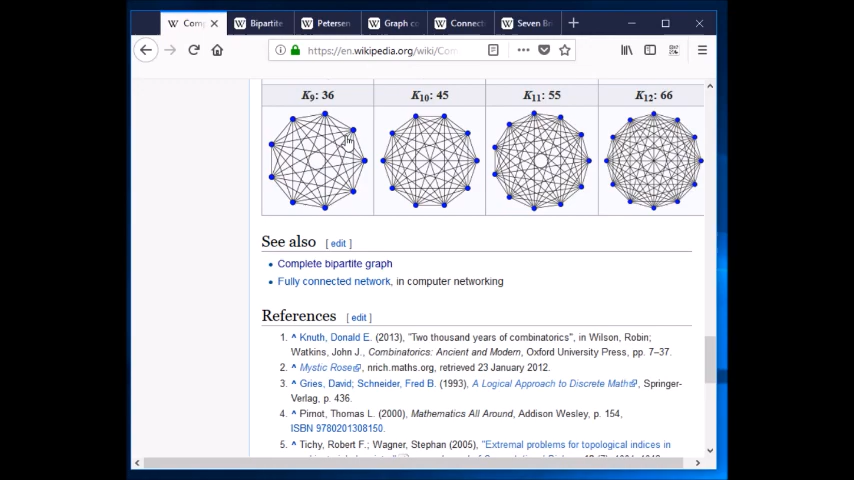 Comp
Bipartite
Petersen
Graph co
Connecti
Seven Bri
https://en.wikipedia.org/wiki/Com
K9: 36
K10: 45
K11: 55
K12: 66
See also [ edit ]
Complete bipartite graph
Fully connected network, in computer networking
References [ edit ]
1. ^ Knuth, Donald E. (2013), "Two thousand years of combinatorics", in Wilson, Robin;
Watkins, John J., Combinatorics: Ancient and Modern, Oxford University Press, pp. 7–37.
2. ^ Mystic Rose, nrich.maths.org, retrieved 23 January 2012.
3. ^ Gries, David; Schneider, Fred B. (1993), A Logical Approach to Discrete Math, Springer-
Verlag, p. 436.
4. ^ Pirnot, Thomas L. (2000), Mathematics All Around, Addison Wesley, p. 154,
ISBN 9780201308150.
5. ^ Tichy, Robert F.; Wagner, Stephan (2005), "Extremal problems for topological indices in